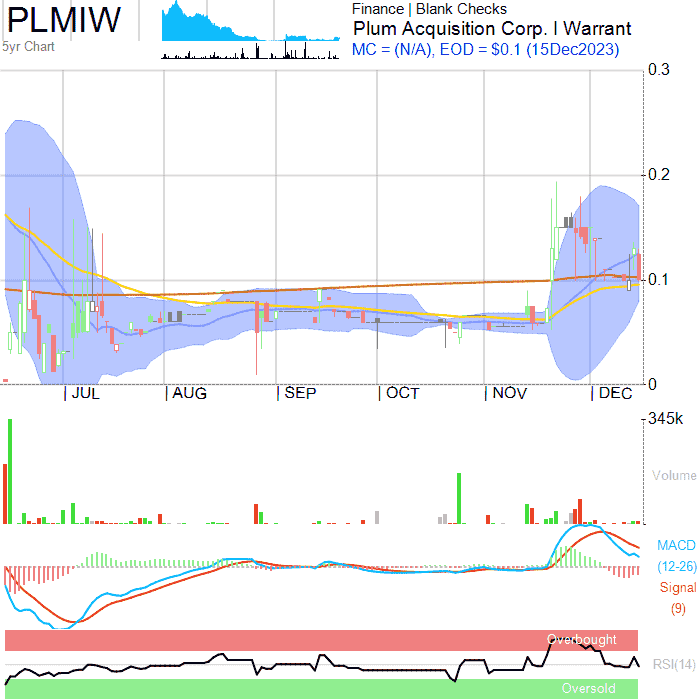 PLMIW
5yr Chart
Finance | Blank Checks
Plum Acquisition Corp. I Warrant
MC = (N/A), EOD = $0.1 (15Dec2023)
0.3
0.2
0.1
0
JUL
AUG
SEP
OCT
NOV
DEC
345k
Volume
MACD
(12-26)
Signal
(9)
Overbought
RSI(14)
Oversold